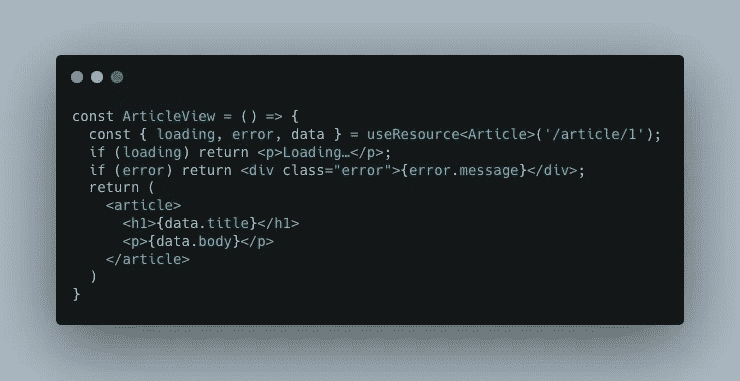 const ArticleView = () => {
  const { loading, error, data } = useResource<Article>('/article/1');
  if (loading) return <p>Loading…</p>;
  if (error) return <div class="error">{error.message}</div>;
  return (
    <article>
      <h1>{data.title}</h1>
      <p>{data.body}</p>
    </article>
  )
}